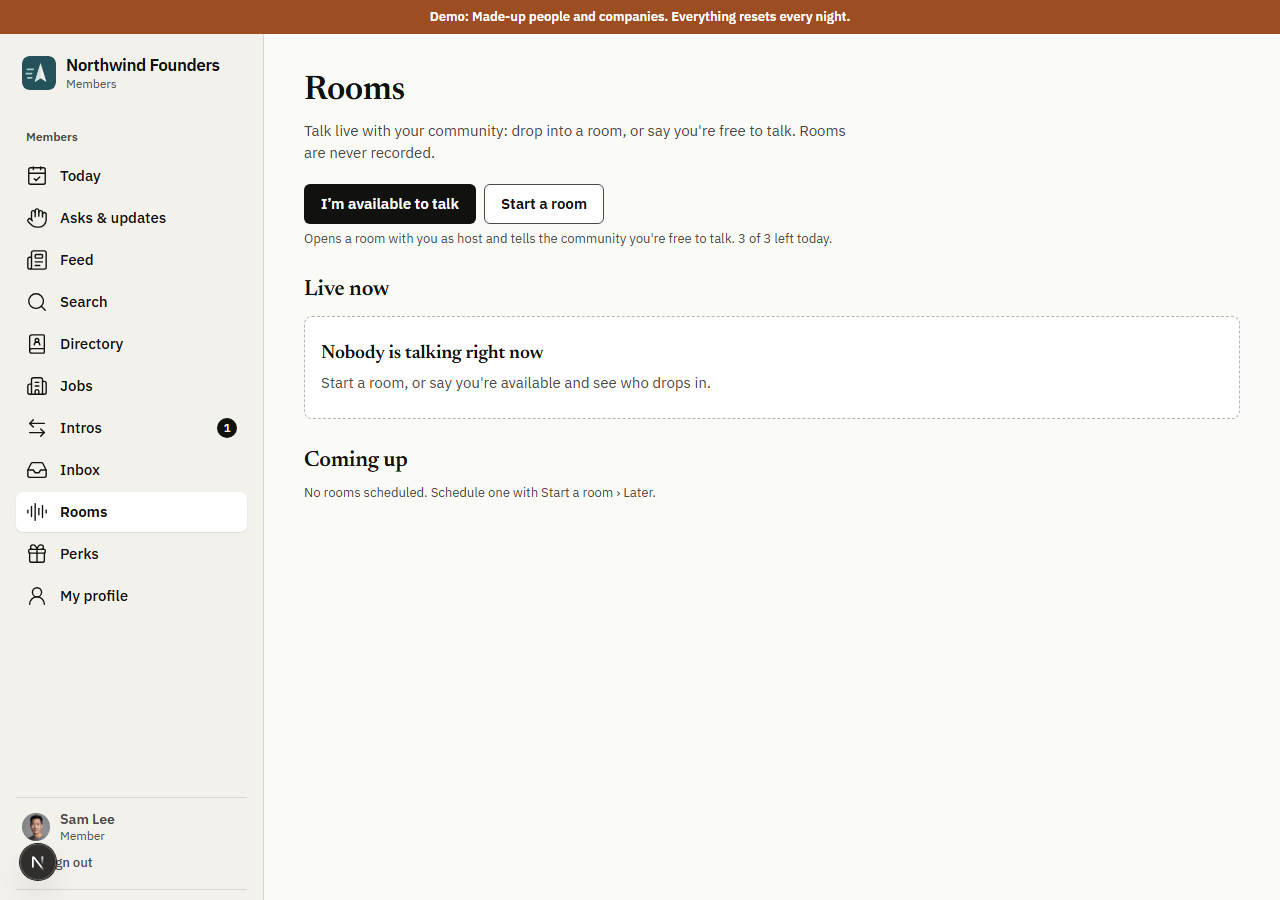 Demo: Made-up people and companies. Everything resets every night.
Northwind Founders
Members
Members
Today
Asks & updates
Feed
Search
Directory
Jobs
Intros
1
Inbox
Rooms
Perks
My profile
Sam Lee
Member
N
gn out
Rooms
Talk live with your community: drop into a room, or say you're free to talk. Rooms
are never recorded.
I’m available to talk
Start a room
Opens a room with you as host and tells the community you're free to talk. 3 of 3 left today.
Live now
Nobody is talking right now
Start a room, or say you're available and see who drops in.
Coming up
No rooms scheduled. Schedule one with Start a room › Later.